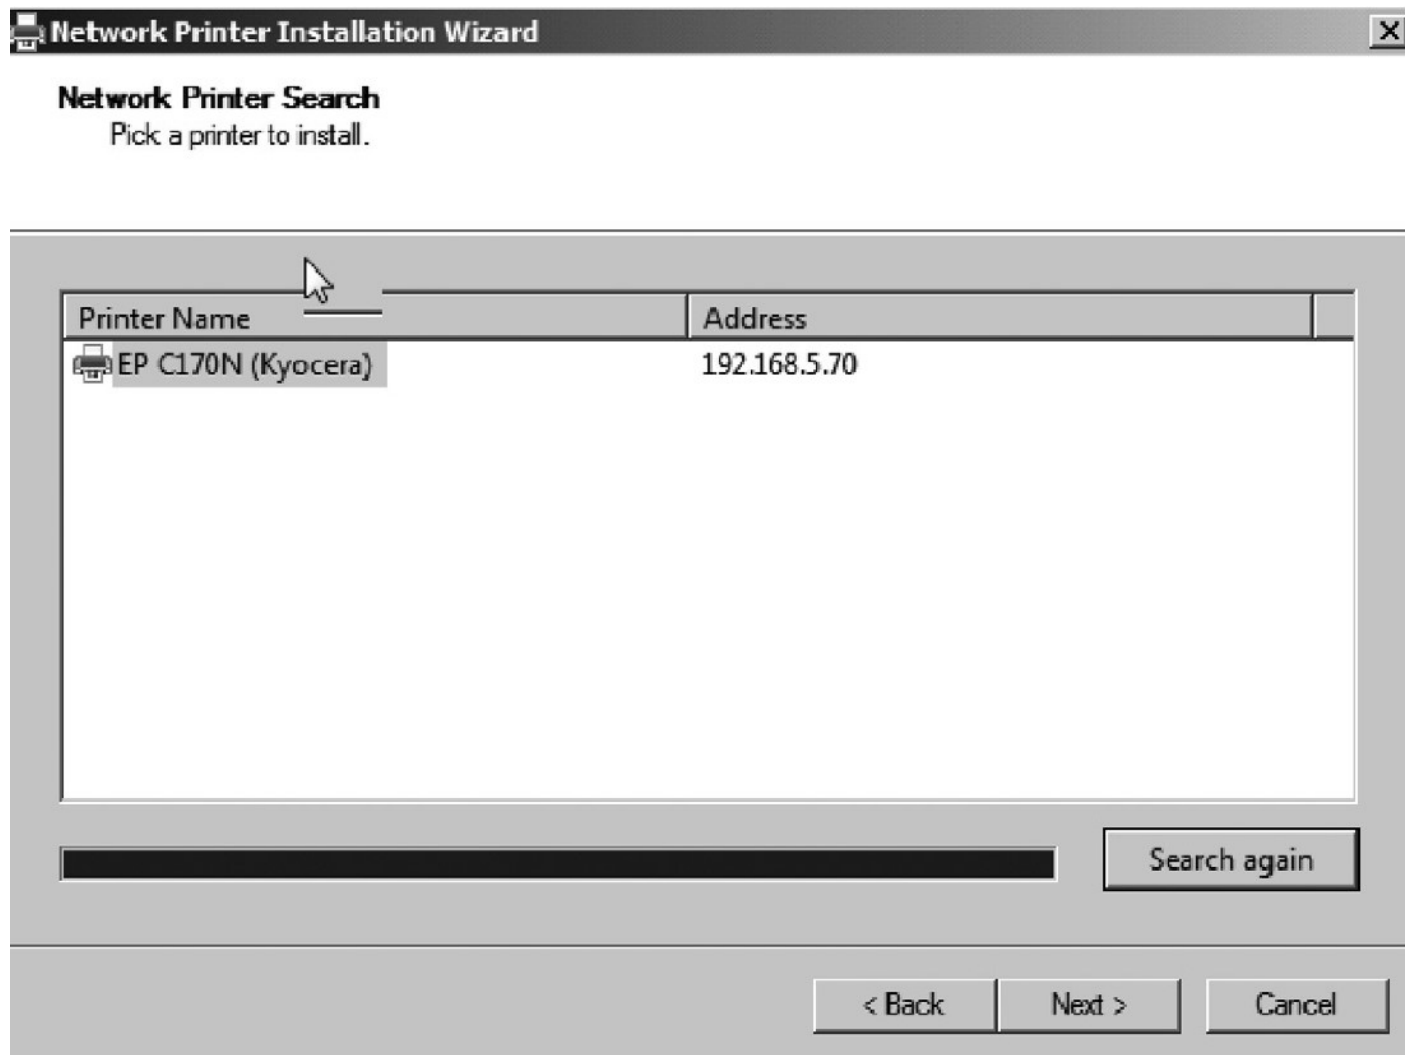 Network Printer Installation Wizard
Network Printer Search
Pick a printer to install.
Printer Name Address
EP C170N (Kyocera) 192.168.5.70
Search again
< Back Next > Cancel